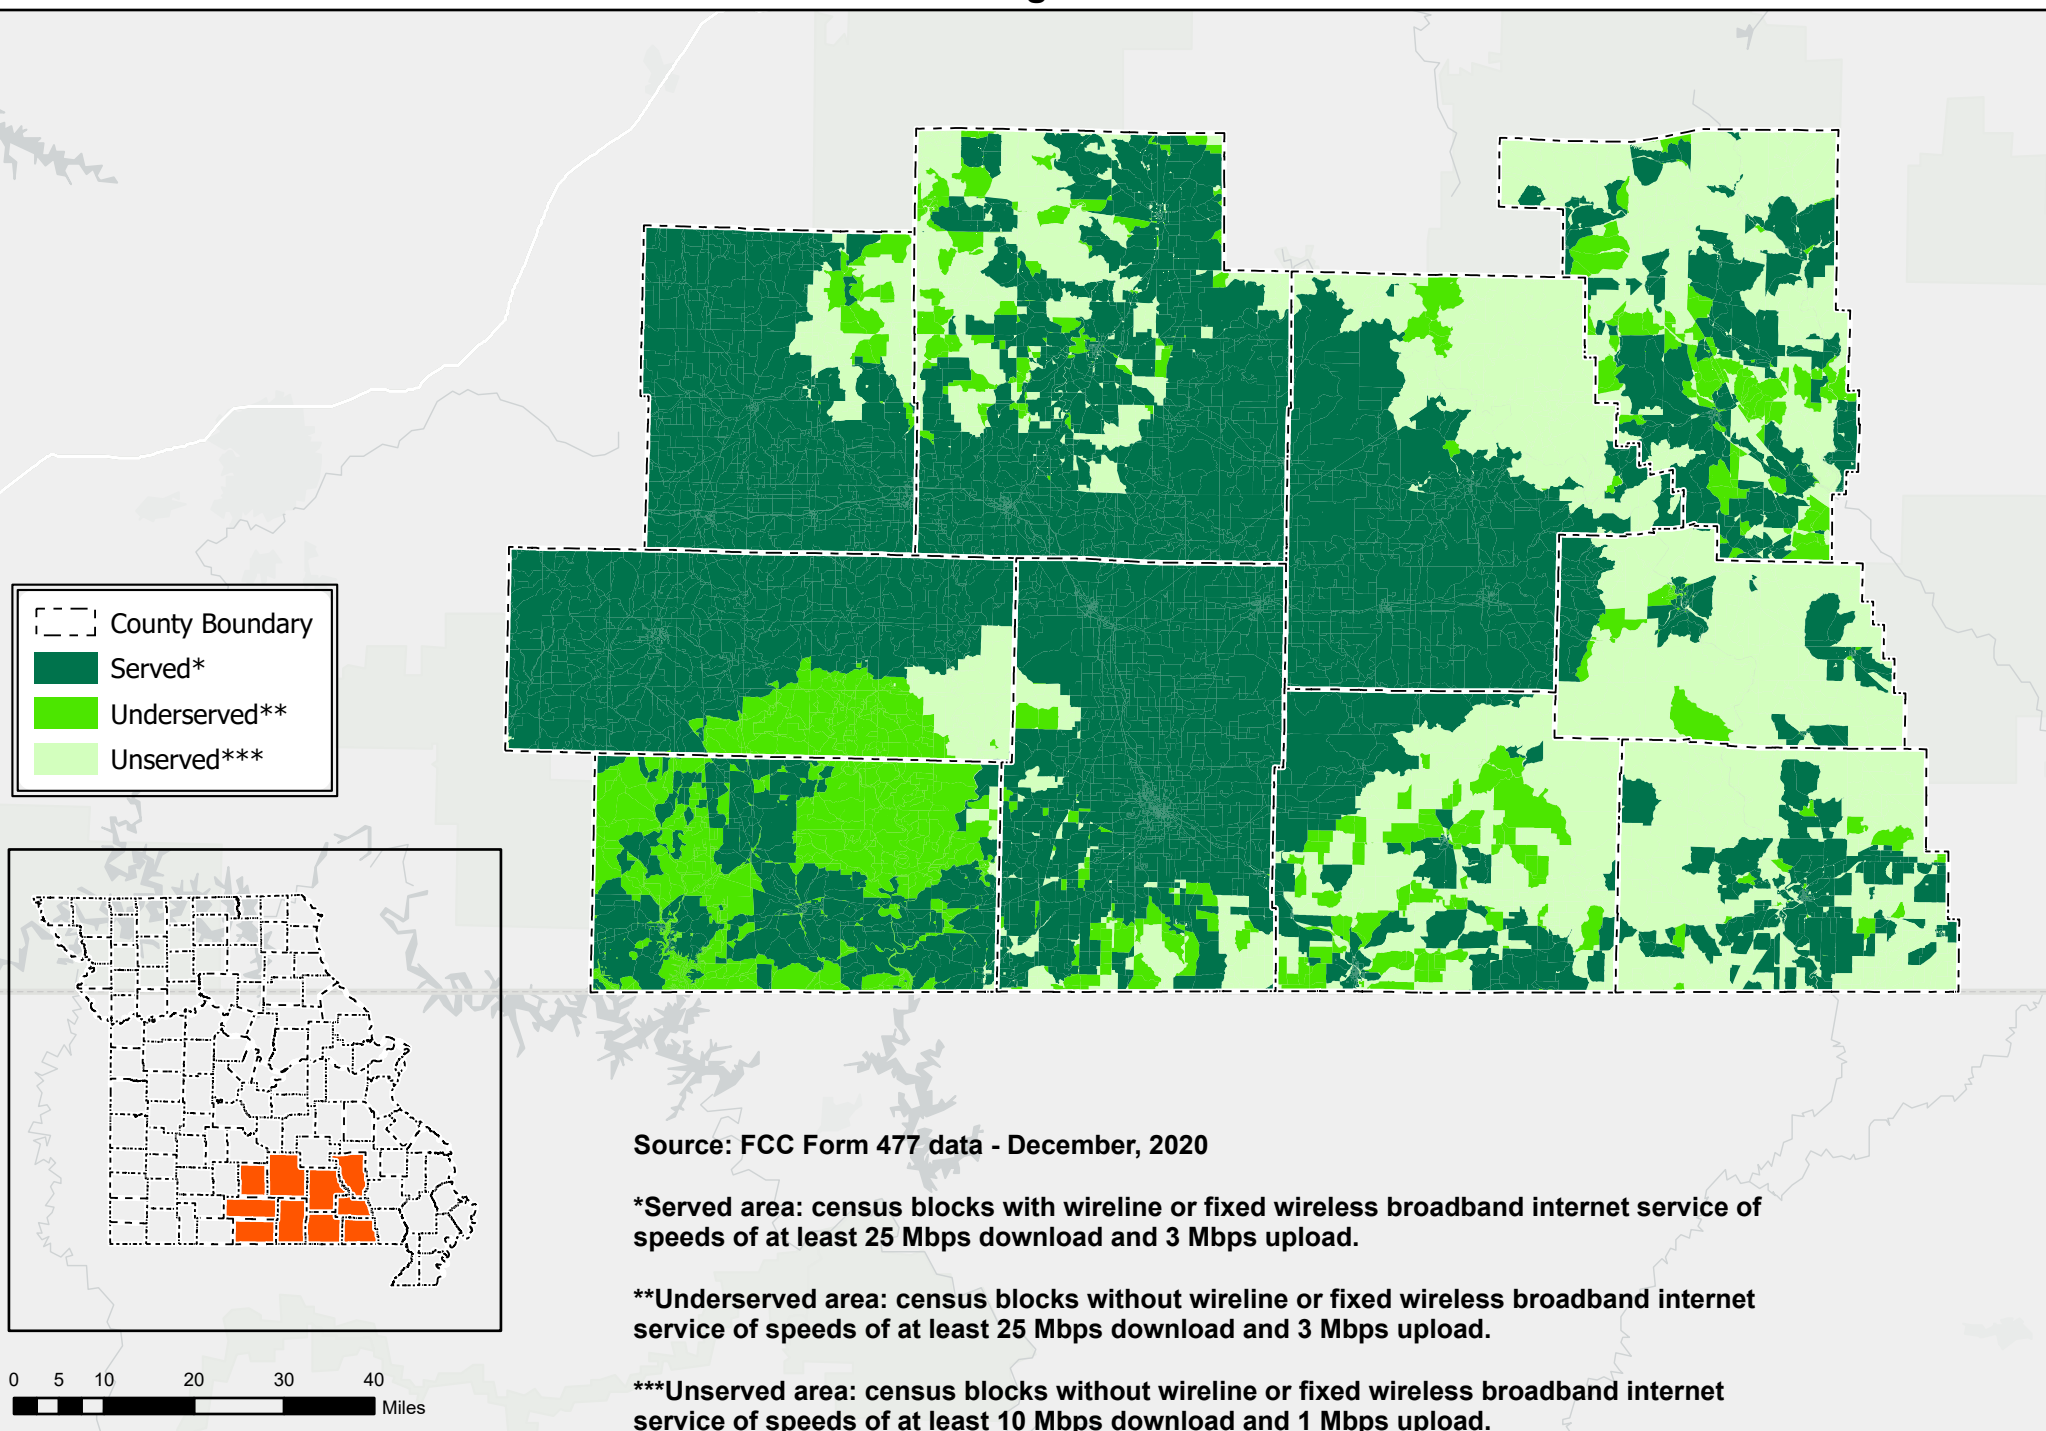 County Boundary
Served*
Underserved**
Unserved***
0 5 10 20 30 40
Miles
Source: FCC Form 477 data - December, 2020
*Served area: census blocks with wireline or fixed wireless broadband internet service of
speeds of at least 25 Mbps download and 3 Mbps upload.
**Underserved area: census blocks without wireline or fixed wireless broadband internet
service of speeds of at least 25 Mbps download and 3 Mbps upload.
***Unserved area: census blocks without wireline or fixed wireless broadband internet
service of speeds of at least 10 Mbps download and 1 Mbps upload.